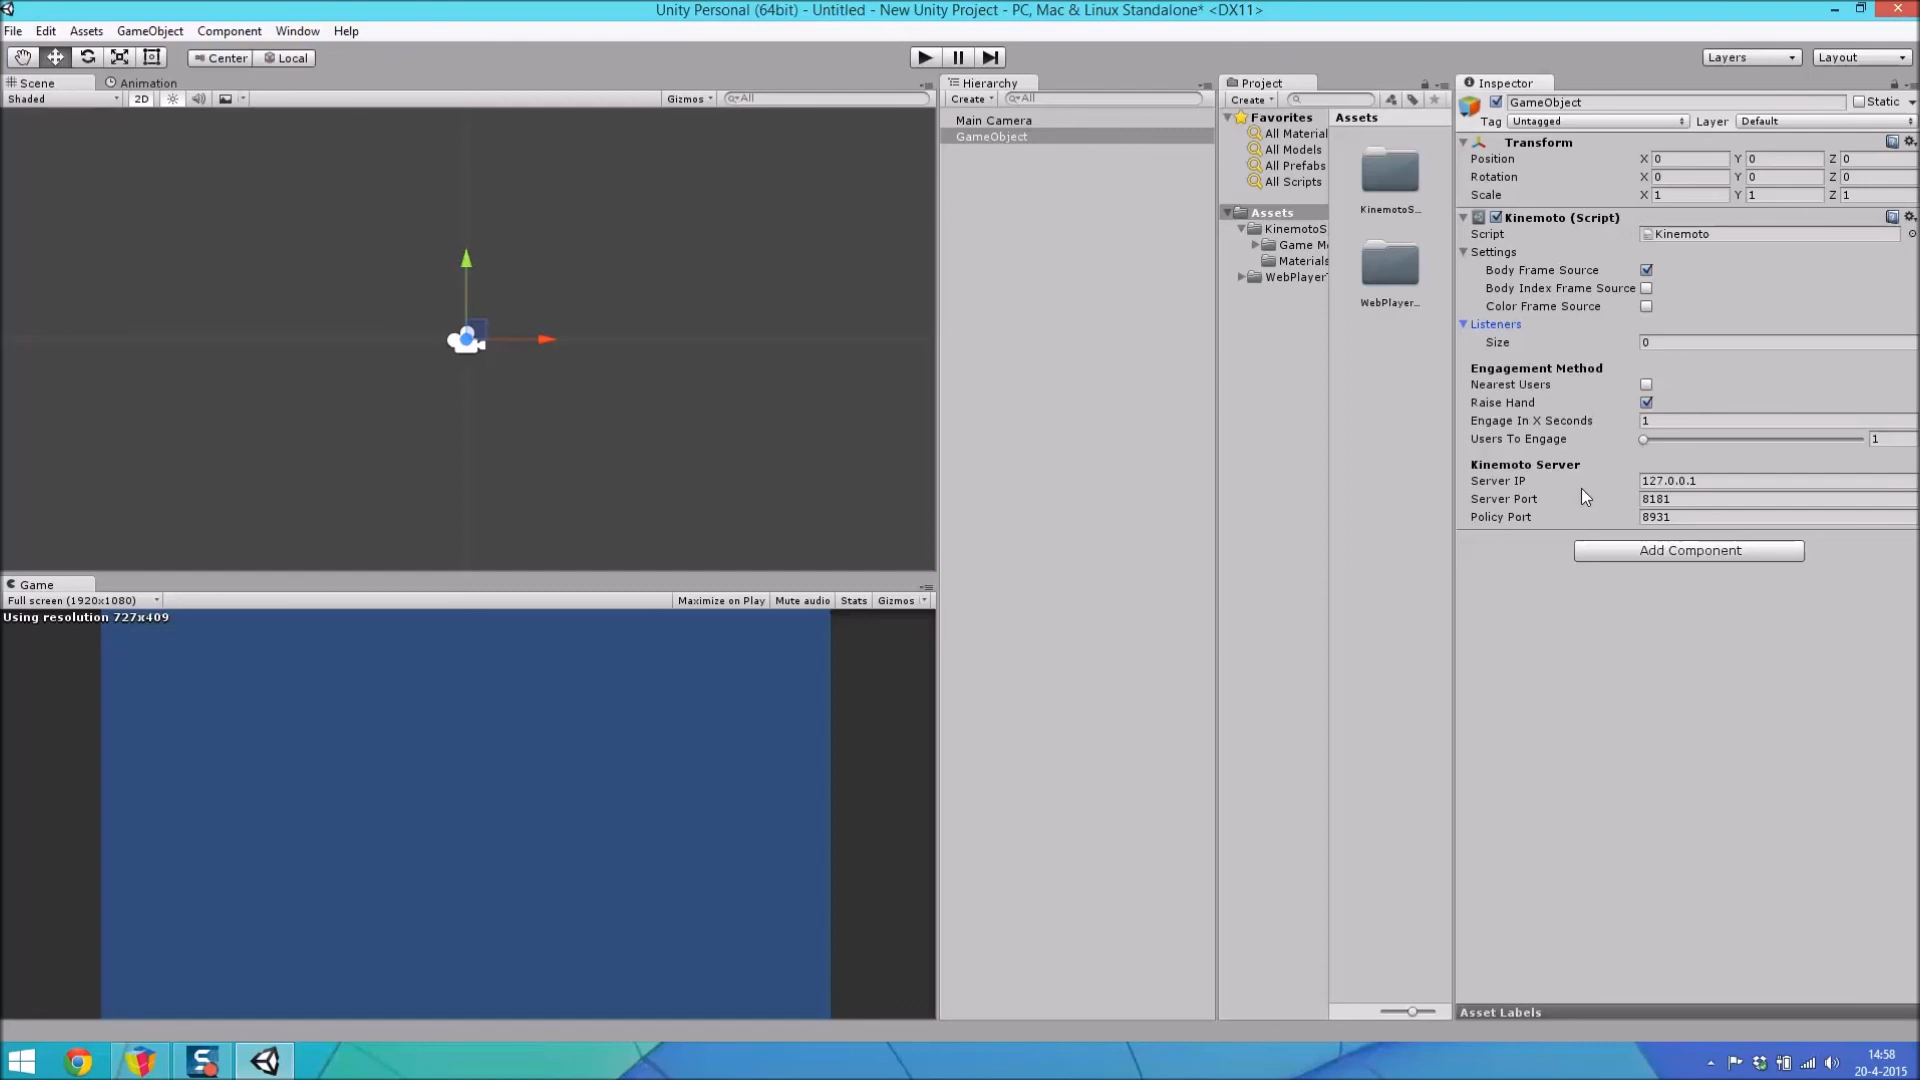 Unity Personal (64bit) - Untitled - New Unity Project - PC, Mac & Linux Standalone* <DX11>
File Edit Assets GameObject Component Window Help
Center Local
Layers Layout
Scene Animation
Shaded 2D Gizmos All
Hierarchy
Create All
Main Camera
GameObject
Project
Create
Favorites
All Material
All Models
All Prefabs
All Scripts
Assets
KinemotoS
Game M
Materials
WebPlayer
Assets
KinemotoS...
WebPlayer...
Inspector
GameObject Static
Tag Untagged Layer Default
Transform
Position X 0 Y 0 Z 0
Rotation X 0 Y 0 Z 0
Scale X 1 Y 1 Z 1
Kinemoto (Script)
Script Kinemoto
Settings
Body Frame Source
Body Index Frame Source
Color Frame Source
Listeners
Size 0
Engagement Method
Nearest Users
Raise Hand
Engage In X Seconds 1
Users To Engage 1
Kinemoto Server
Server IP 127.0.0.1
Server Port 8181
Policy Port 8931
Add Component
Asset Labels
Game
Full screen (1920x1080) Maximize on Play Mute audio Stats Gizmos
Using resolution 727x409
14:58
20-4-2015